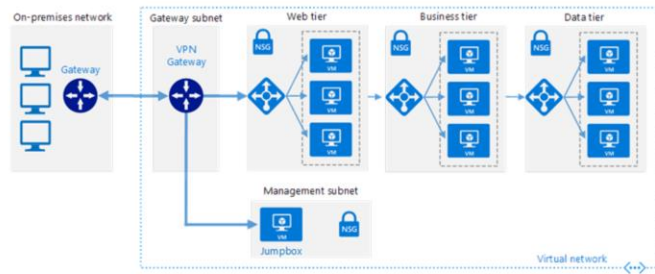 On-premises network
Gateway subnet
Web tier
Business tier
Data tier
Gateway
VPN
Gateway
NSG
VM
VM
VM
NSG
VM
VM
VM
NSG
VM
VM
VM
Management subnet
VM
NSG
Jumpbox
Virtual network